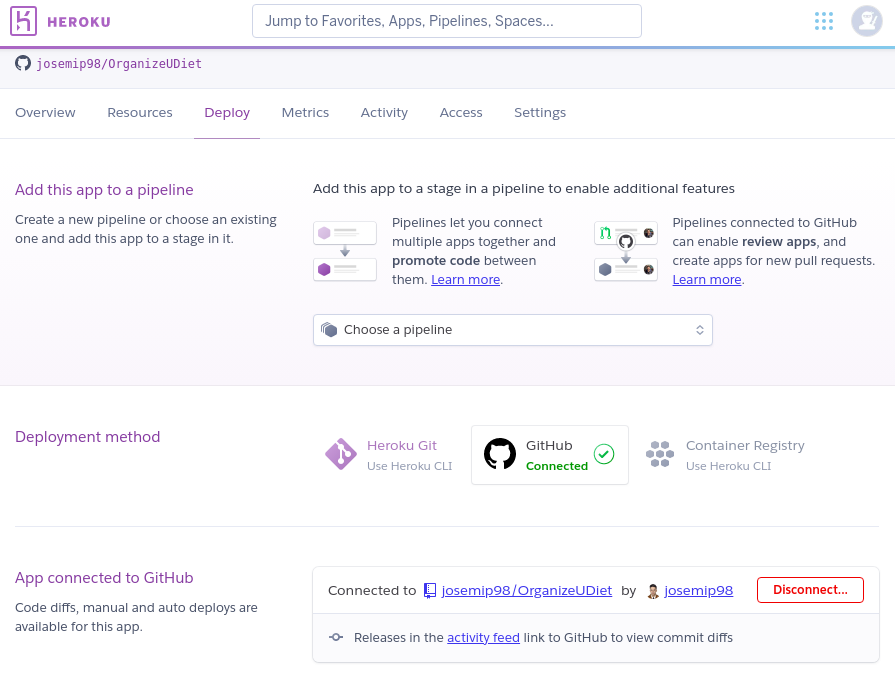 HEROKU
Jump to Favorites, Apps, Pipelines, Spaces...
josemip98/OrganizeUDiet
Overview Resources Deploy Metrics Activity Access Settings
Add this app to a pipeline
Create a new pipeline or choose an existing
one and add this app to a stage in it.
Add this app to a stage in a pipeline to enable additional features
Pipelines let you connect
multiple apps together and
promote code between
them. Learn more.
Pipelines connected to GitHub
can enable review apps, and
create apps for new pull requests.
Learn more.
Choose a pipeline
Deployment method
Heroku Git
Use Heroku CLI
GitHub
Connected
Container Registry
Use Heroku CLI
App connected to GitHub
Code diffs, manual and auto deploys are
available for this app.
Connected to josemip98/OrganizeUDiet by josemip98 Disconnect...
Releases in the activity feed link to GitHub to view commit diffs